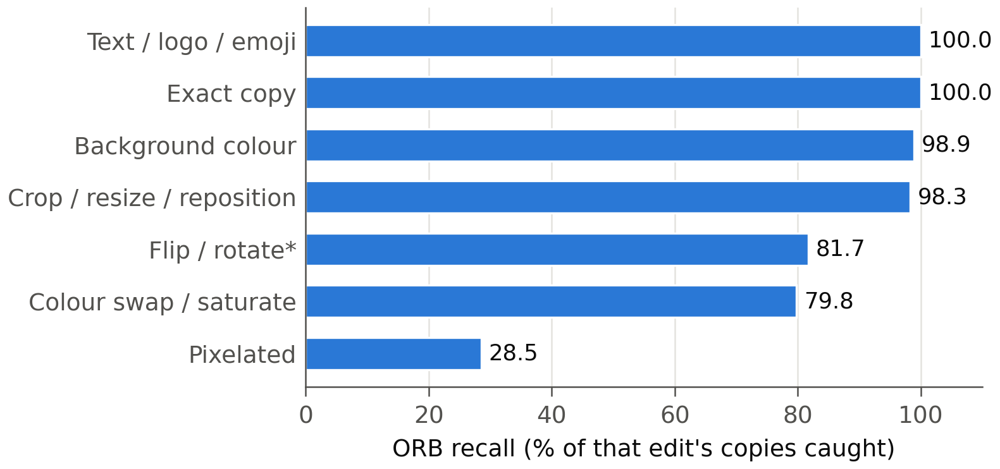 Text / logo / emoji 100.0
Exact copy 100.0
Background colour 98.9
Crop / resize / reposition 98.3
Flip / rotate* 81.7
Colour swap / saturate 79.8
Pixelated 28.5
0 20 40 60 80 100
ORB recall (% of that edit's copies caught)